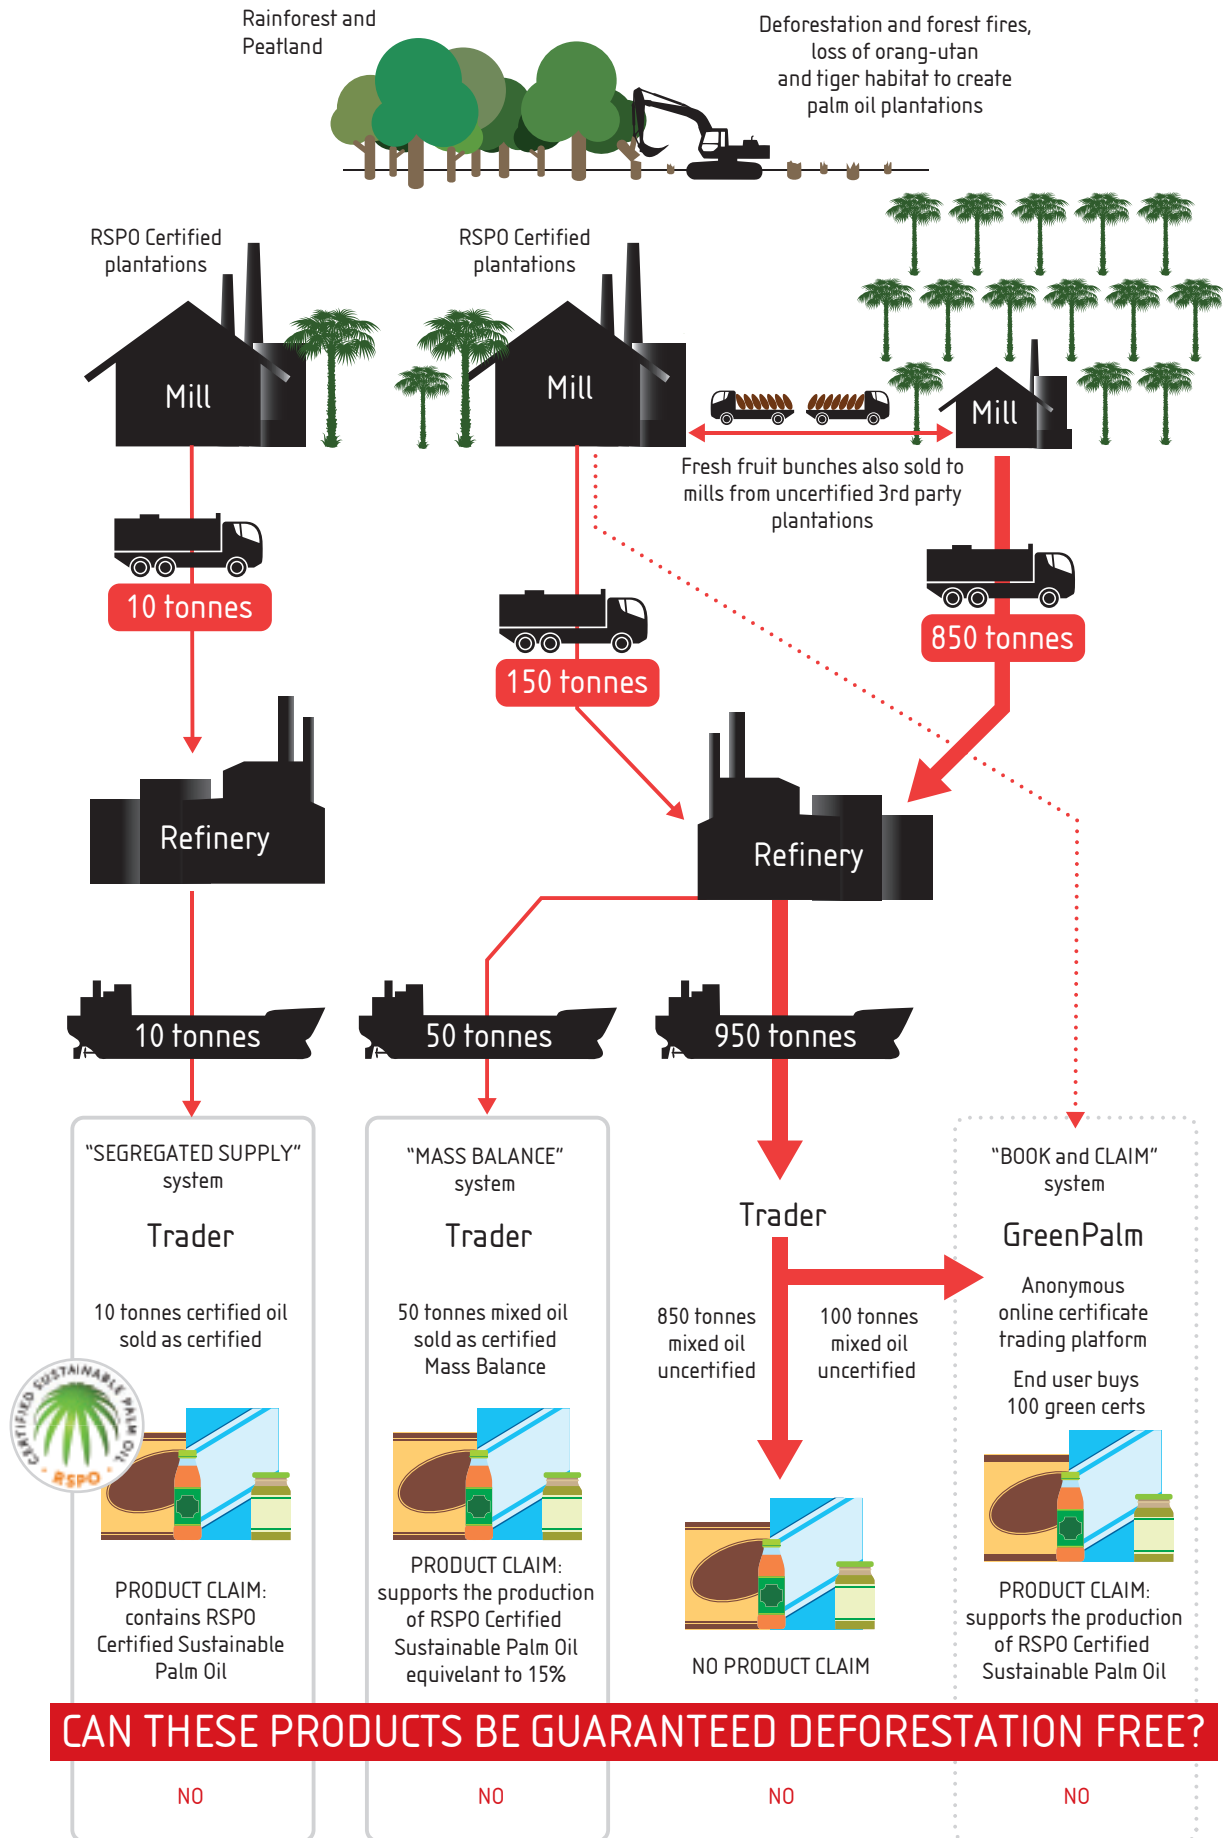 Rainforest and
Peatland
Deforestation and forest fires,
loss of orang-utan
and tiger habitat to create
palm oil plantations
RSPO Certified
plantations
RSPO Certified
plantations
Mill
Mill
Mill
Fresh fruit bunches also sold to
mills from uncertified 3rd party
plantations
10 tonnes
150 tonnes
850 tonnes
Refinery
Refinery
10 tonnes
50 tonnes
950 tonnes
“SEGREGATED SUPPLY”
system
Trader
10 tonnes certified oil
sold as certified
CERTIFIED SUSTAINABLE PALM OIL
RSPO
PRODUCT CLAIM:
contains RSPO
Certified Sustainable
Palm Oil
“MASS BALANCE”
system
Trader
50 tonnes mixed oil
sold as certified
Mass Balance
PRODUCT CLAIM:
supports the production
of RSPO Certified
Sustainable Palm Oil
equivelant to 15%
Trader
850 tonnes
mixed oil
uncertified
100 tonnes
mixed oil
uncertified
NO PRODUCT CLAIM
“BOOK and CLAIM”
system
GreenPalm
Anonymous
online certificate
trading platform
End user buys
100 green certs
PRODUCT CLAIM:
supports the production
of RSPO Certified
Sustainable Palm Oil
CAN THESE PRODUCTS BE GUARANTEED DEFORESTATION FREE?
NO
NO
NO
NO